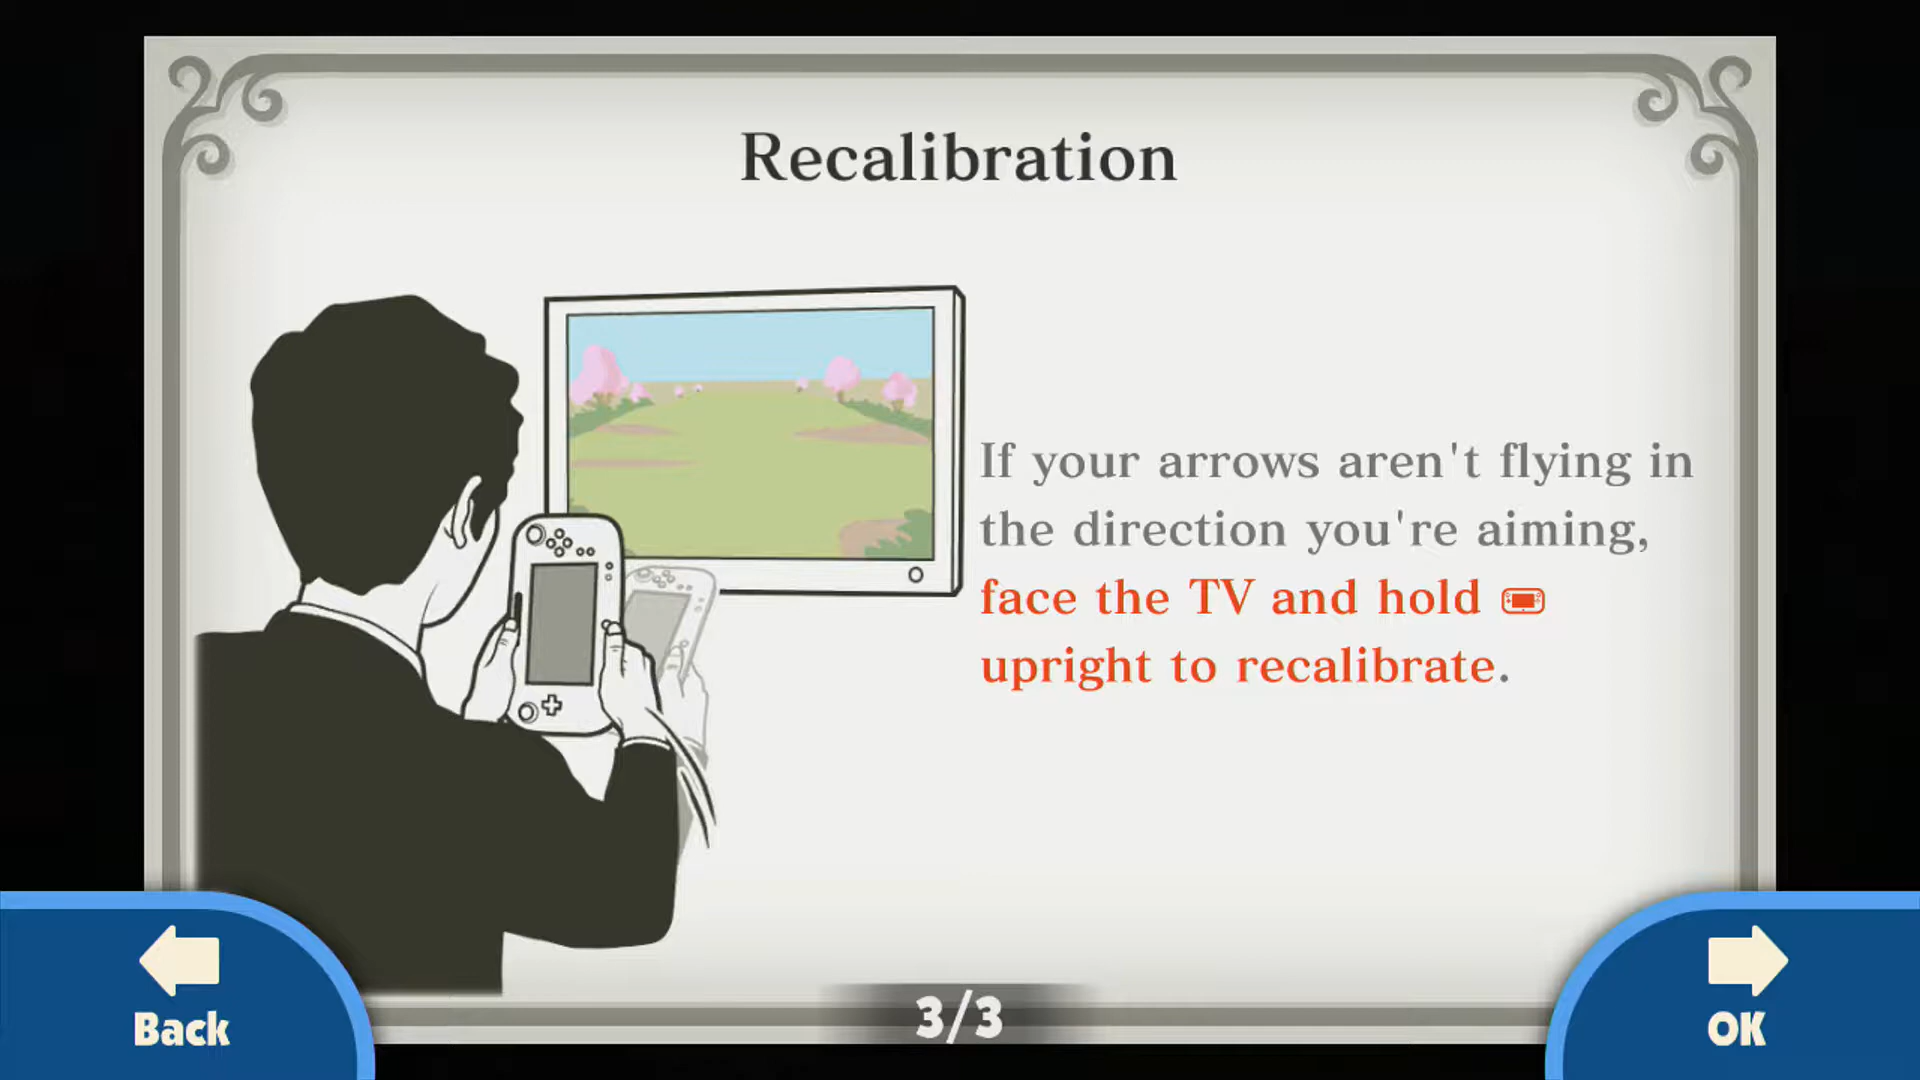 Recalibration
If your arrows aren't flying in
the direction you're aiming,
face the TV and hold
upright to recalibrate.
Back
3/3
OK